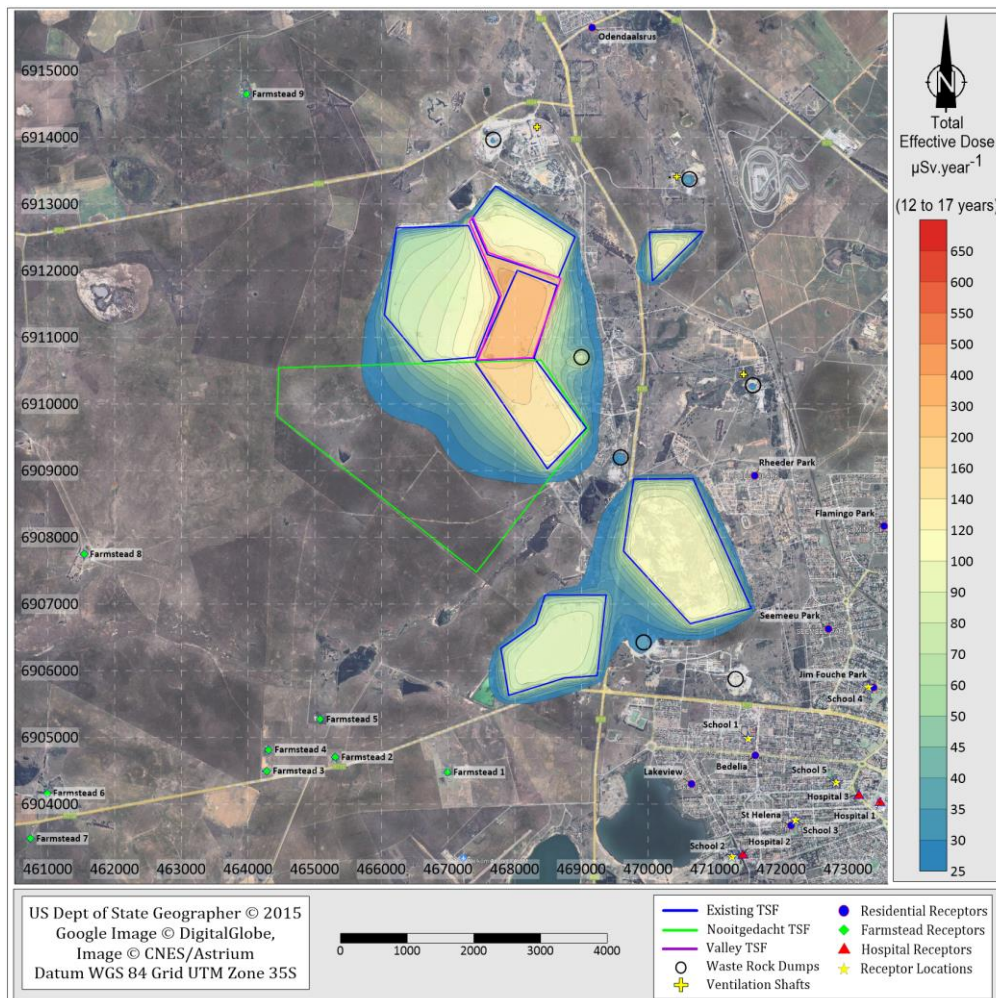 Odendaalsrus
6915000
Farmstead 9
6914000
6913000
6912000
6911000
6910000
6909000
Rheeder Park
Flamingo Park
6908000
Farmstead 8
6907000
Seemeeu Park
6906000
Jim Fouche Park
School 4
Farmstead 5
6905000
School 1
Farmstead 4
Farmstead 2
Bedelia
Farmstead 3
Farmstead 1
Lakeview
School 5
Farmstead 6
6904000
Hospital 3
Hospital 1
St Helena
School 3
Farmstead 7
School 2
Hospital 2
461000 462000 463000 464000 465000 466000 467000 468000 469000 470000 471000 472000 473000
N
Total
Effective Dose
µSv.year-1
(12 to 17 years)
650
600
550
500
400
300
200
160
140
120
100
90
80
70
60
50
45
40
35
30
25
US Dept of State Geographer © 2015
Google Image © DigitalGlobe,
Image © CNES/Astrium
Datum WGS 84 Grid UTM Zone 35S
0 1000 2000 3000 4000
Existing TSF
Nooitgedacht TSF
Valley TSF
Waste Rock Dumps
Ventilation Shafts
Residential Receptors
Farmstead Receptors
Hospital Receptors
Receptor Locations